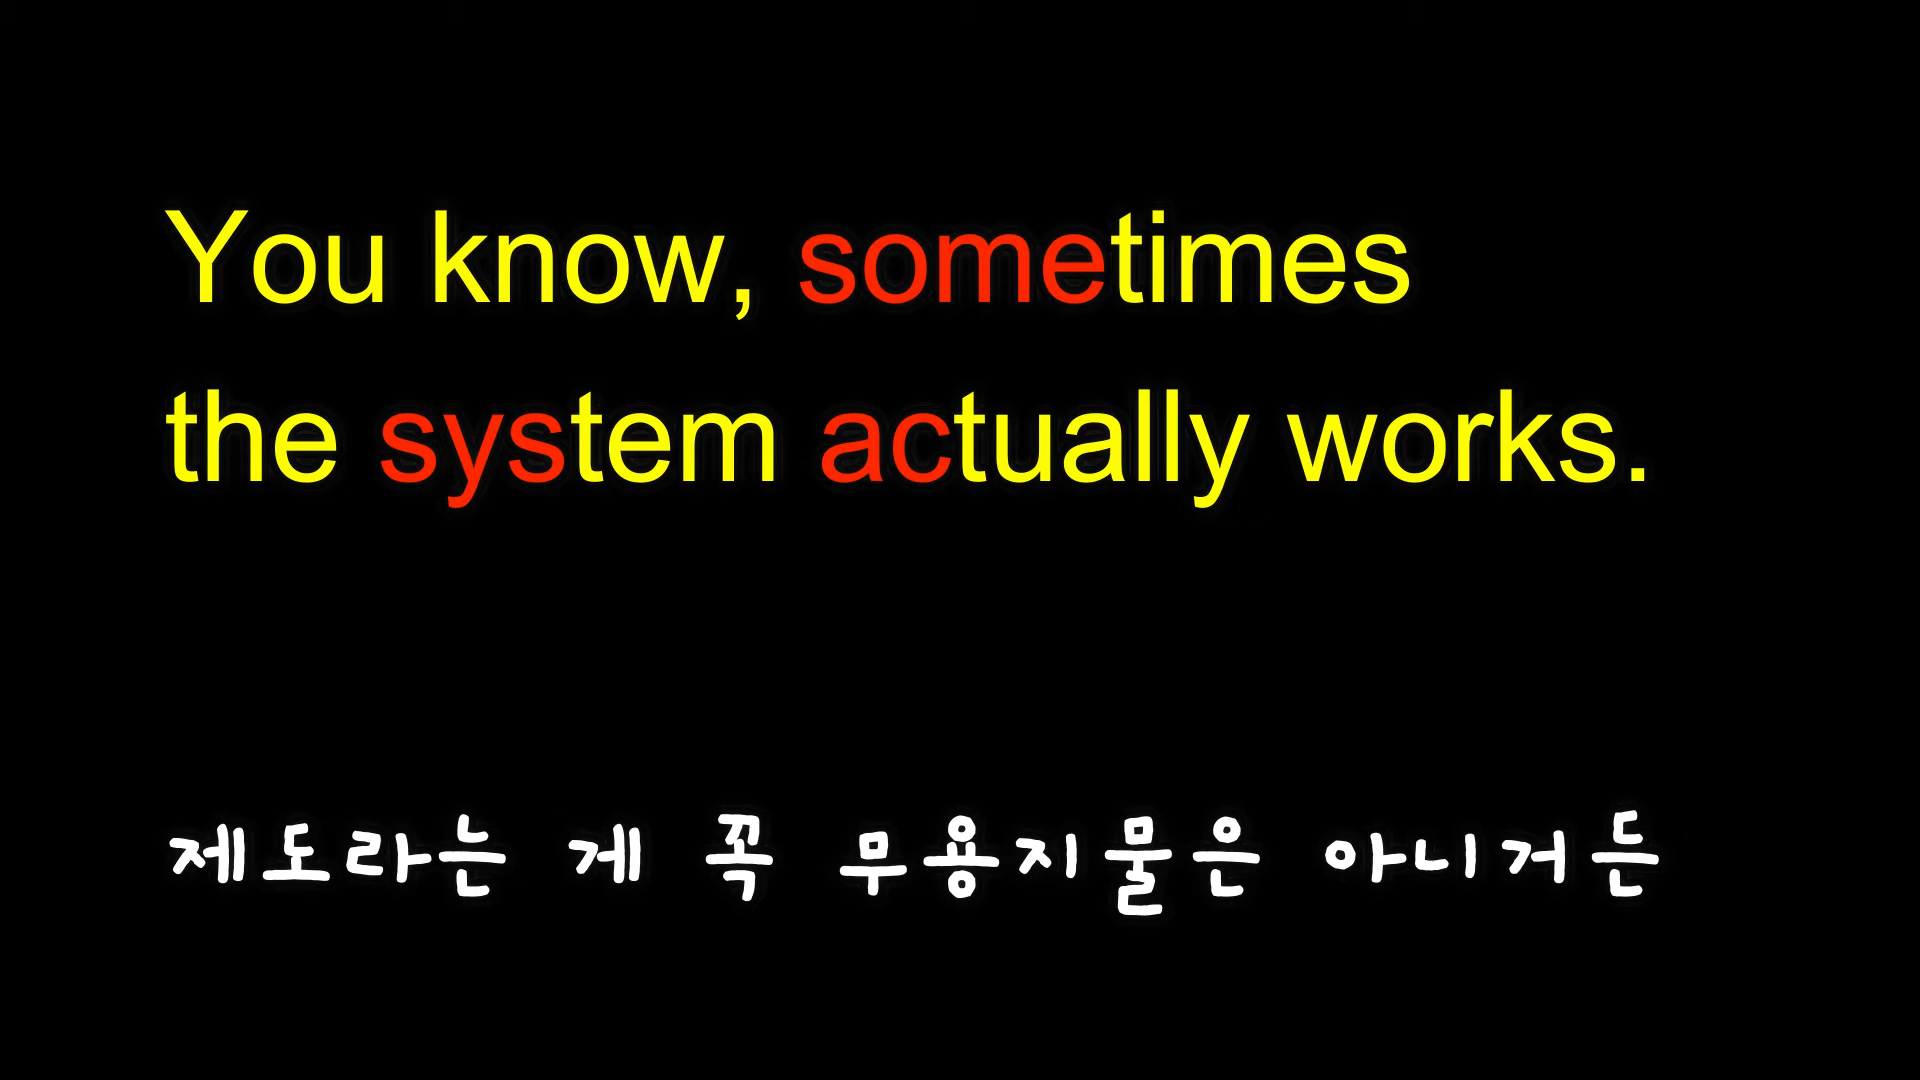 You know, sometimes
the system actually works.
제도라는 게 꼭 무용지물은 아니거든